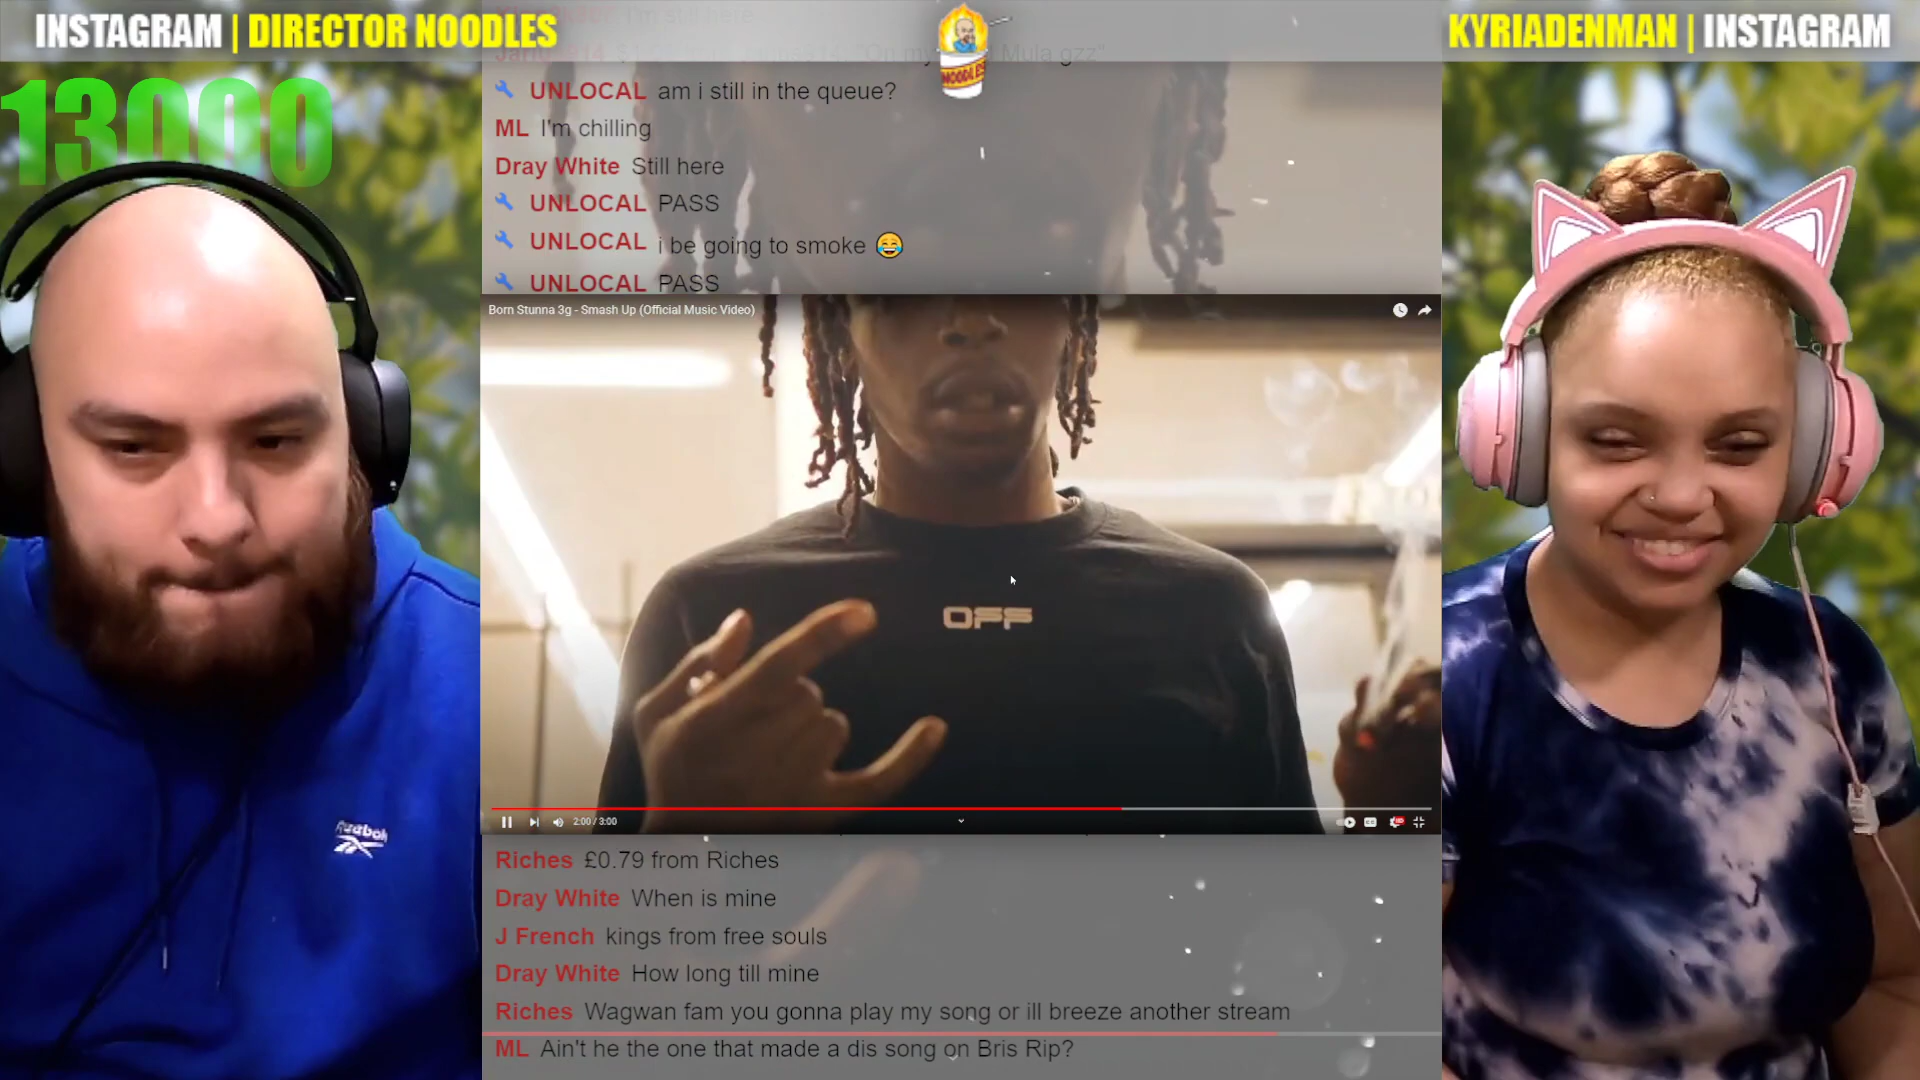 INSTAGRAM | DIRECTOR NOODLES
KYRIADENMAN | INSTAGRAM
I'm still here
NOODLES
13000
UNLOCAL am i still in the queue?
ML I'm chilling
Dray White Still here
UNLOCAL PASS
UNLOCAL i be going to smoke 😂
UNLOCAL PASS
Born Stunna 3g - Smash Up (Official Music Video)
OFF
Reebok
2:00 / 3:00
Riches £0.79 from Riches
Dray White When is mine
J French kings from free souls
Dray White How long till mine
Riches Wagwan fam you gonna play my song or ill breeze another stream
ML Ain't he the one that made a dis song on Bris Rip?